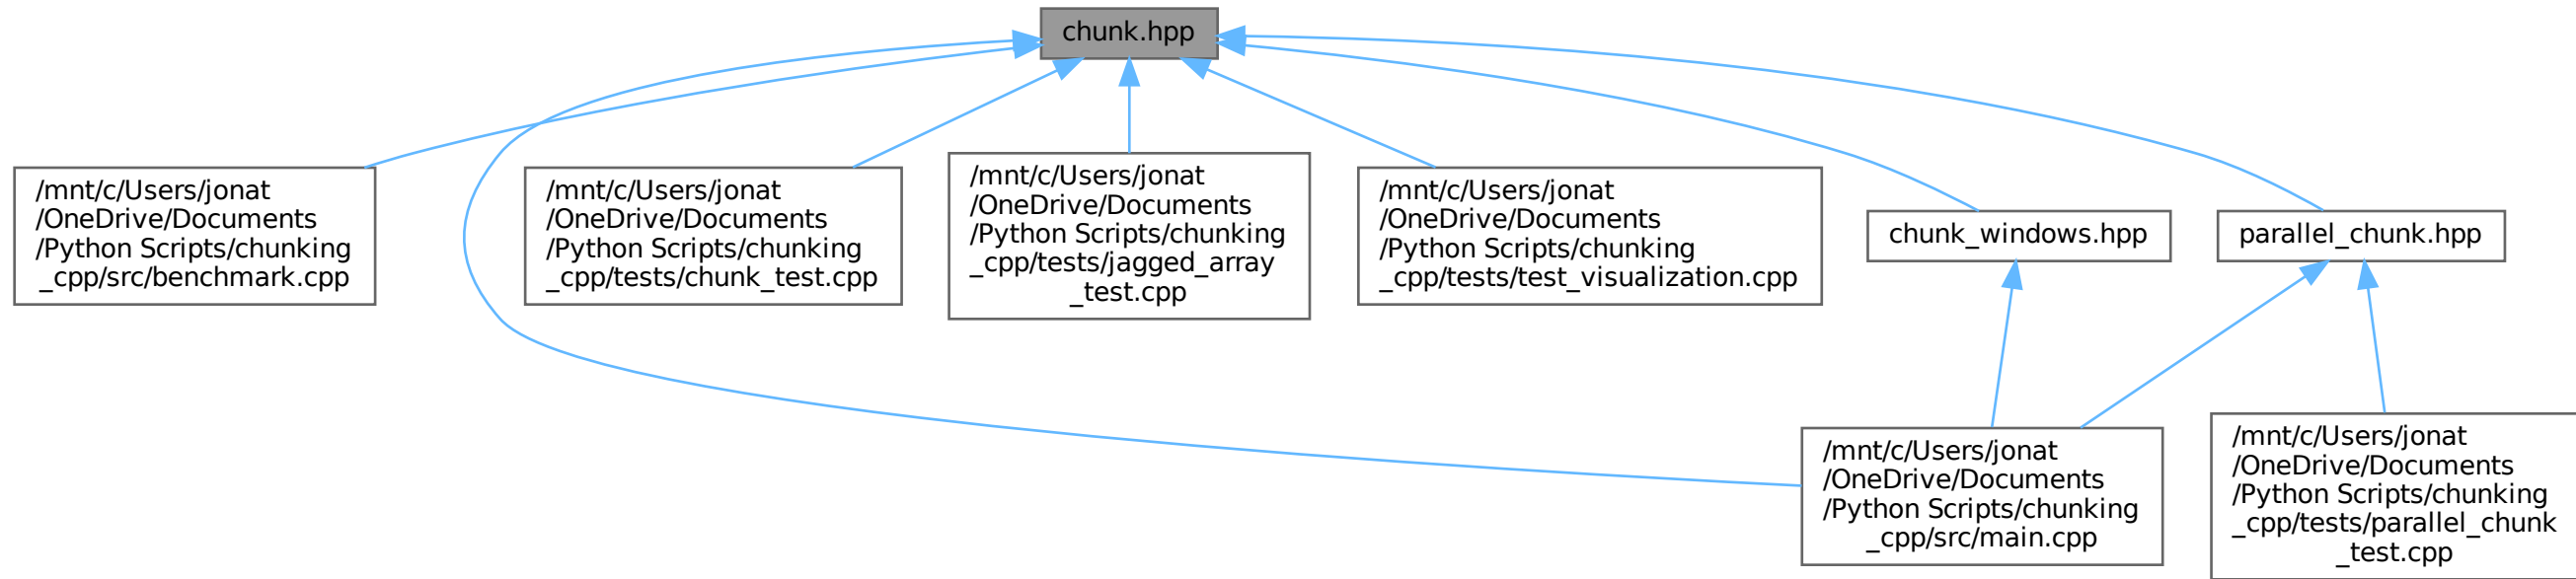 chunk.hpp
/mnt/c/Users/jonat
/OneDrive/Documents
/Python Scripts/chunking
_cpp/src/benchmark.cpp
/mnt/c/Users/jonat
/OneDrive/Documents
/Python Scripts/chunking
_cpp/tests/chunk_test.cpp
/mnt/c/Users/jonat
/OneDrive/Documents
/Python Scripts/chunking
_cpp/tests/jagged_array
_test.cpp
/mnt/c/Users/jonat
/OneDrive/Documents
/Python Scripts/chunking
_cpp/tests/test_visualization.cpp
chunk_windows.hpp
parallel_chunk.hpp
/mnt/c/Users/jonat
/OneDrive/Documents
/Python Scripts/chunking
_cpp/src/main.cpp
/mnt/c/Users/jonat
/OneDrive/Documents
/Python Scripts/chunking
_cpp/tests/parallel_chunk
_test.cpp